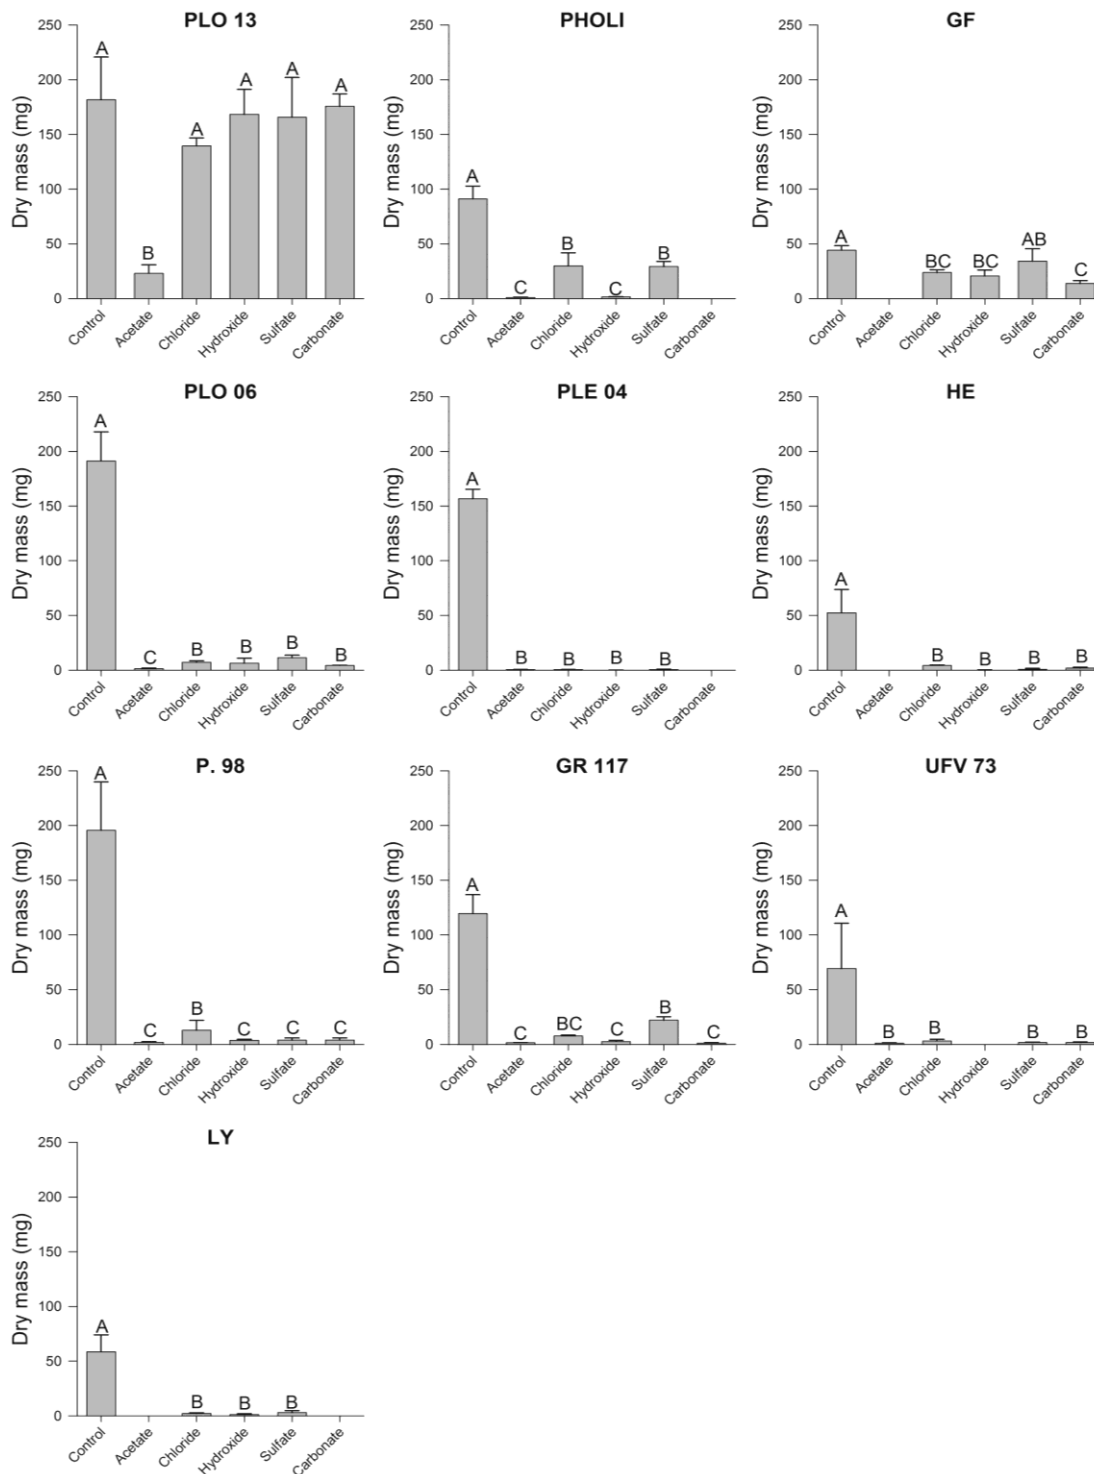 PLO 13
Dry mass (mg)
250
200
150
100
50
0
A
B
A
A
A
A
Control
Acetate
Chloride
Hydroxide
Sulfate
Carbonate
PHOLI
Dry mass (mg)
250
200
150
100
50
0
A
C
B
C
B
Control
Acetate
Chloride
Hydroxide
Sulfate
Carbonate
GF
Dry mass (mg)
250
200
150
100
50
0
A
BC
BC
AB
C
Control
Acetate
Chloride
Hydroxide
Sulfate
Carbonate
PLO 06
Dry mass (mg)
250
200
150
100
50
0
A
C
B
B
B
B
Control
Acetate
Chloride
Hydroxide
Sulfate
Carbonate
PLE 04
Dry mass (mg)
250
200
150
100
50
0
A
B
B
B
B
Control
Acetate
Chloride
Hydroxide
Sulfate
Carbonate
HE
Dry mass (mg)
250
200
150
100
50
0
A
B
B
B
B
Control
Acetate
Chloride
Hydroxide
Sulfate
Carbonate
P. 98
Dry mass (mg)
250
200
150
100
50
0
A
C
B
C
C
C
Control
Acetate
Chloride
Hydroxide
Sulfate
Carbonate
GR 117
Dry mass (mg)
250
200
150
100
50
0
A
C
BC
C
B
C
Control
Acetate
Chloride
Hydroxide
Sulfate
Carbonate
UFV 73
Dry mass (mg)
250
200
150
100
50
0
A
B
B
B
B
Control
Acetate
Chloride
Hydroxide
Sulfate
Carbonate
LY
Dry mass (mg)
250
200
150
100
50
0
A
B
B
B
Control
Acetate
Chloride
Hydroxide
Sulfate
Carbonate